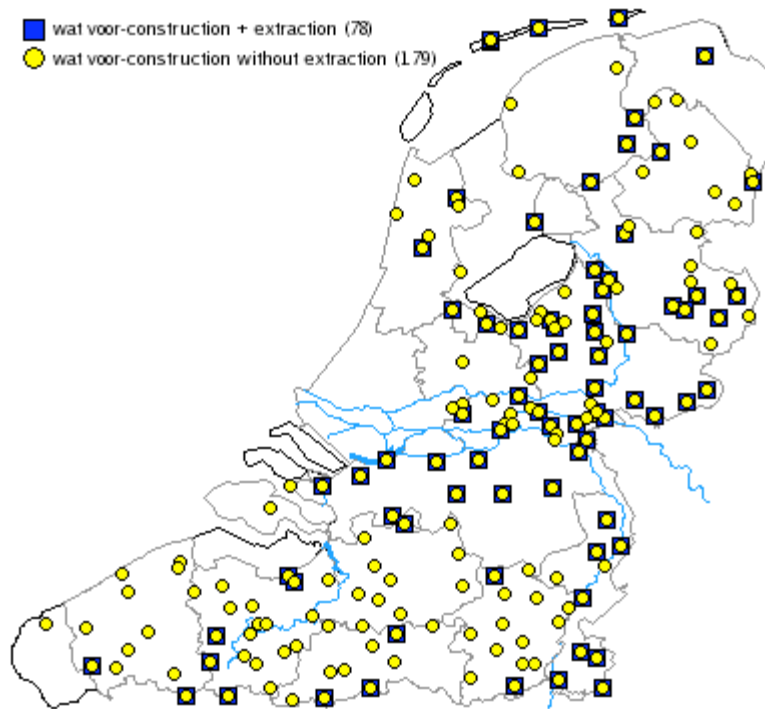 wat voor-construction + extraction (78)
wat voor-construction without extraction (179)